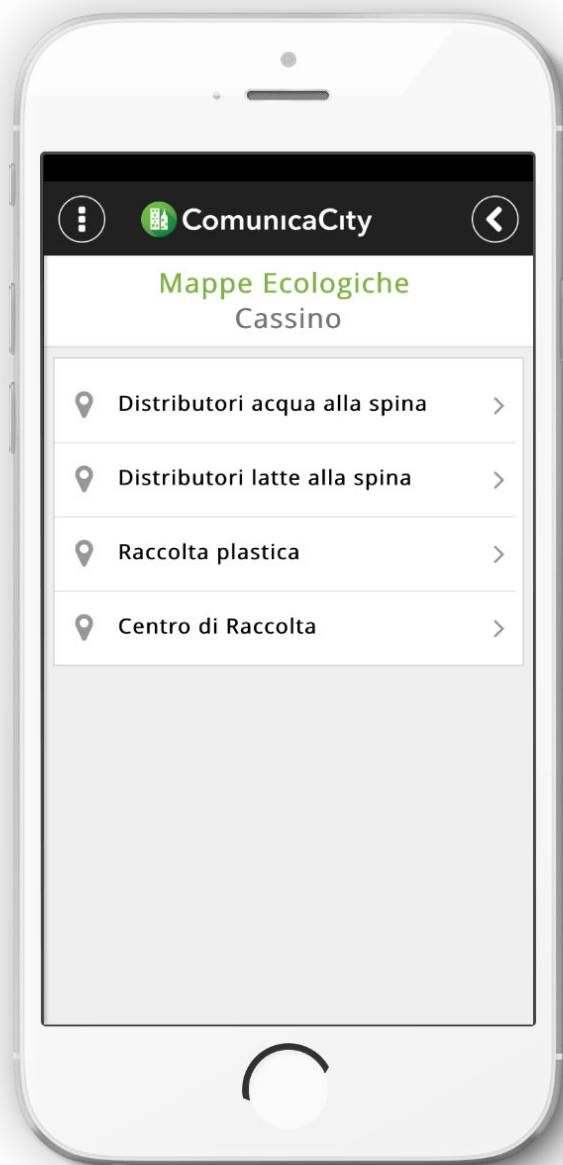 ComunicaCity
Mappe Ecologiche
Cassino
Distributori acqua alla spina
Distributori latte alla spina
Raccolta plastica
Centro di Raccolta